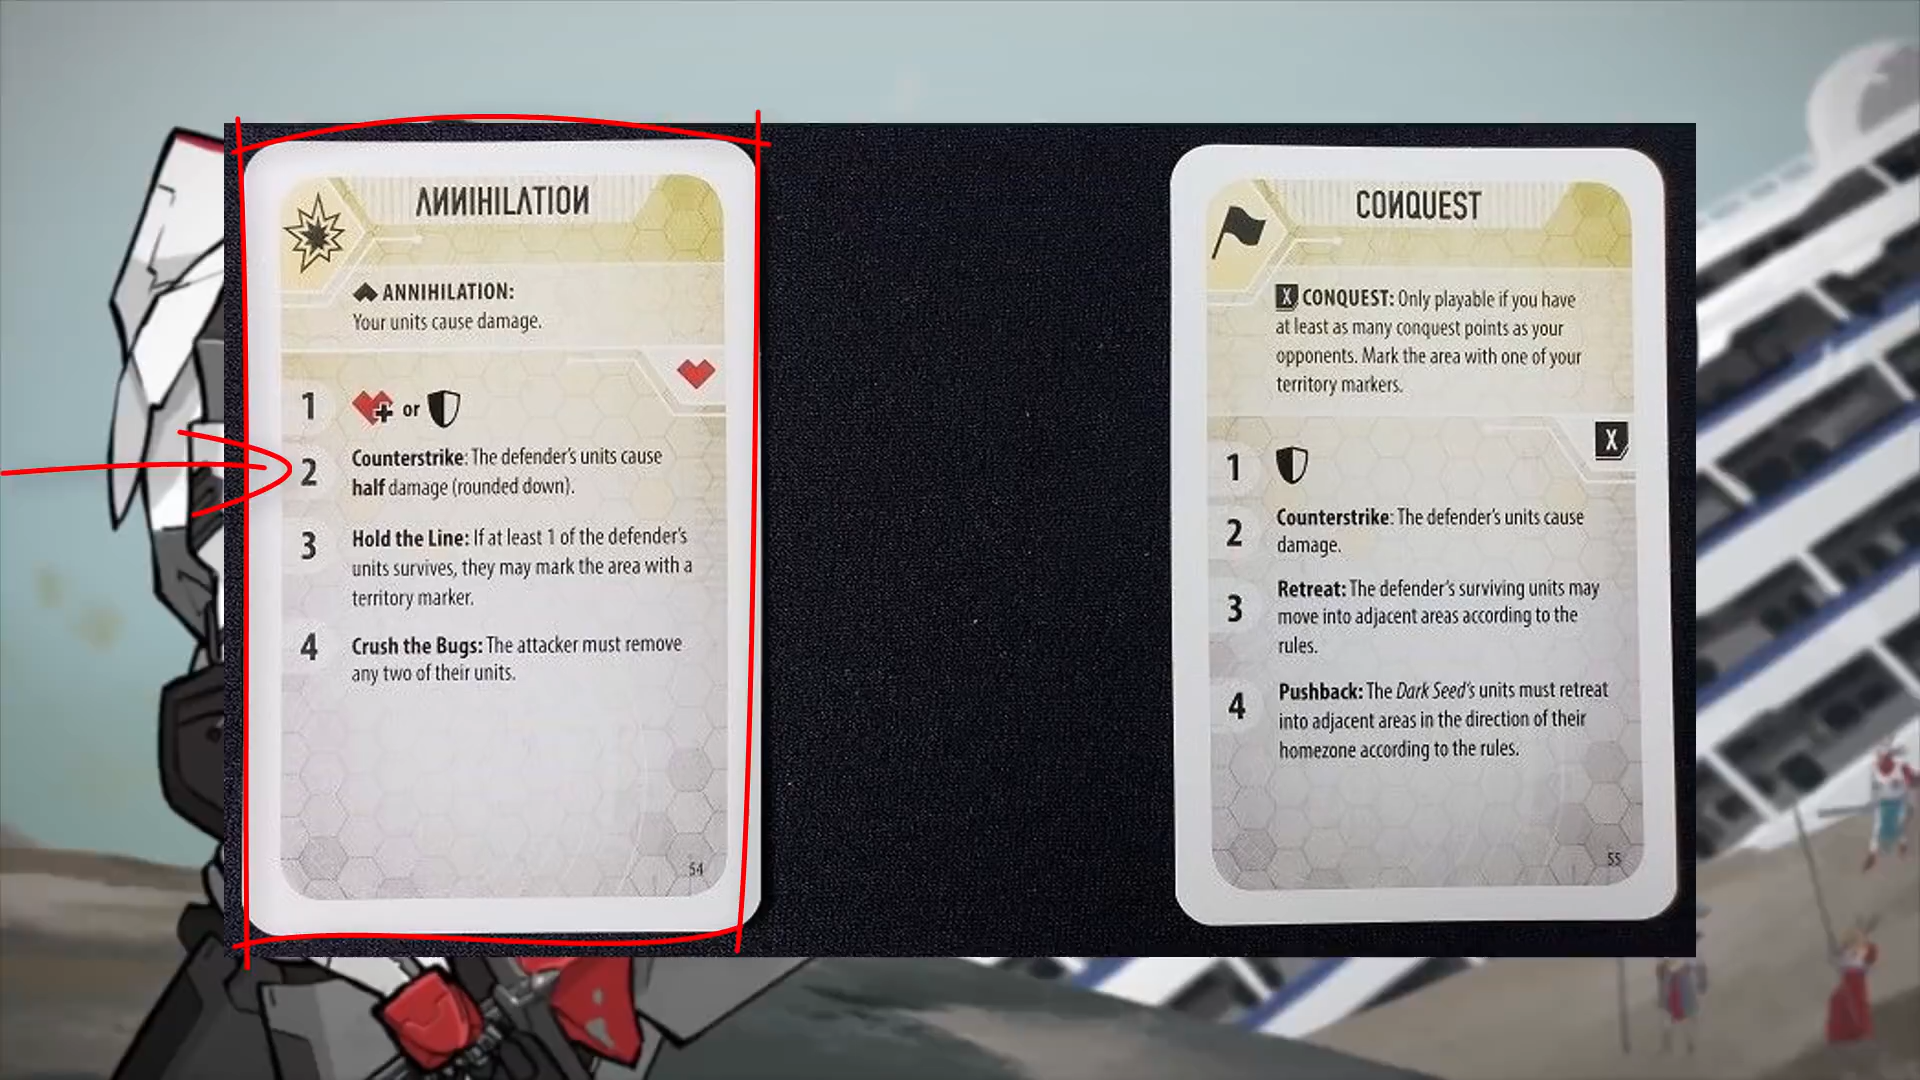 ANNIHILATION
ANNIHILATION:
Your units cause damage.
1 or
2 Counterstrike: The defender's units cause
half damage (rounded down).
3 Hold the Line: If at least 1 of the defender's
units survives, they may mark the area with a
territory marker.
4 Crush the Bugs: The attacker must remove
any two of their units.
54
CONQUEST
X CONQUEST: Only playable if you have
at least as many conquest points as your
opponents. Mark the area with one of your
territory markers.
X
1
2 Counterstrike: The defender's units cause
damage.
3 Retreat: The defender's surviving units may
move into adjacent areas according to the
rules.
4 Pushback: The Dark Seed's units must retreat
into adjacent areas in the direction of their
homezone according to the rules.
55